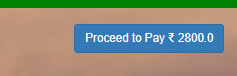 Proceed to Pay ₹ 2800.0